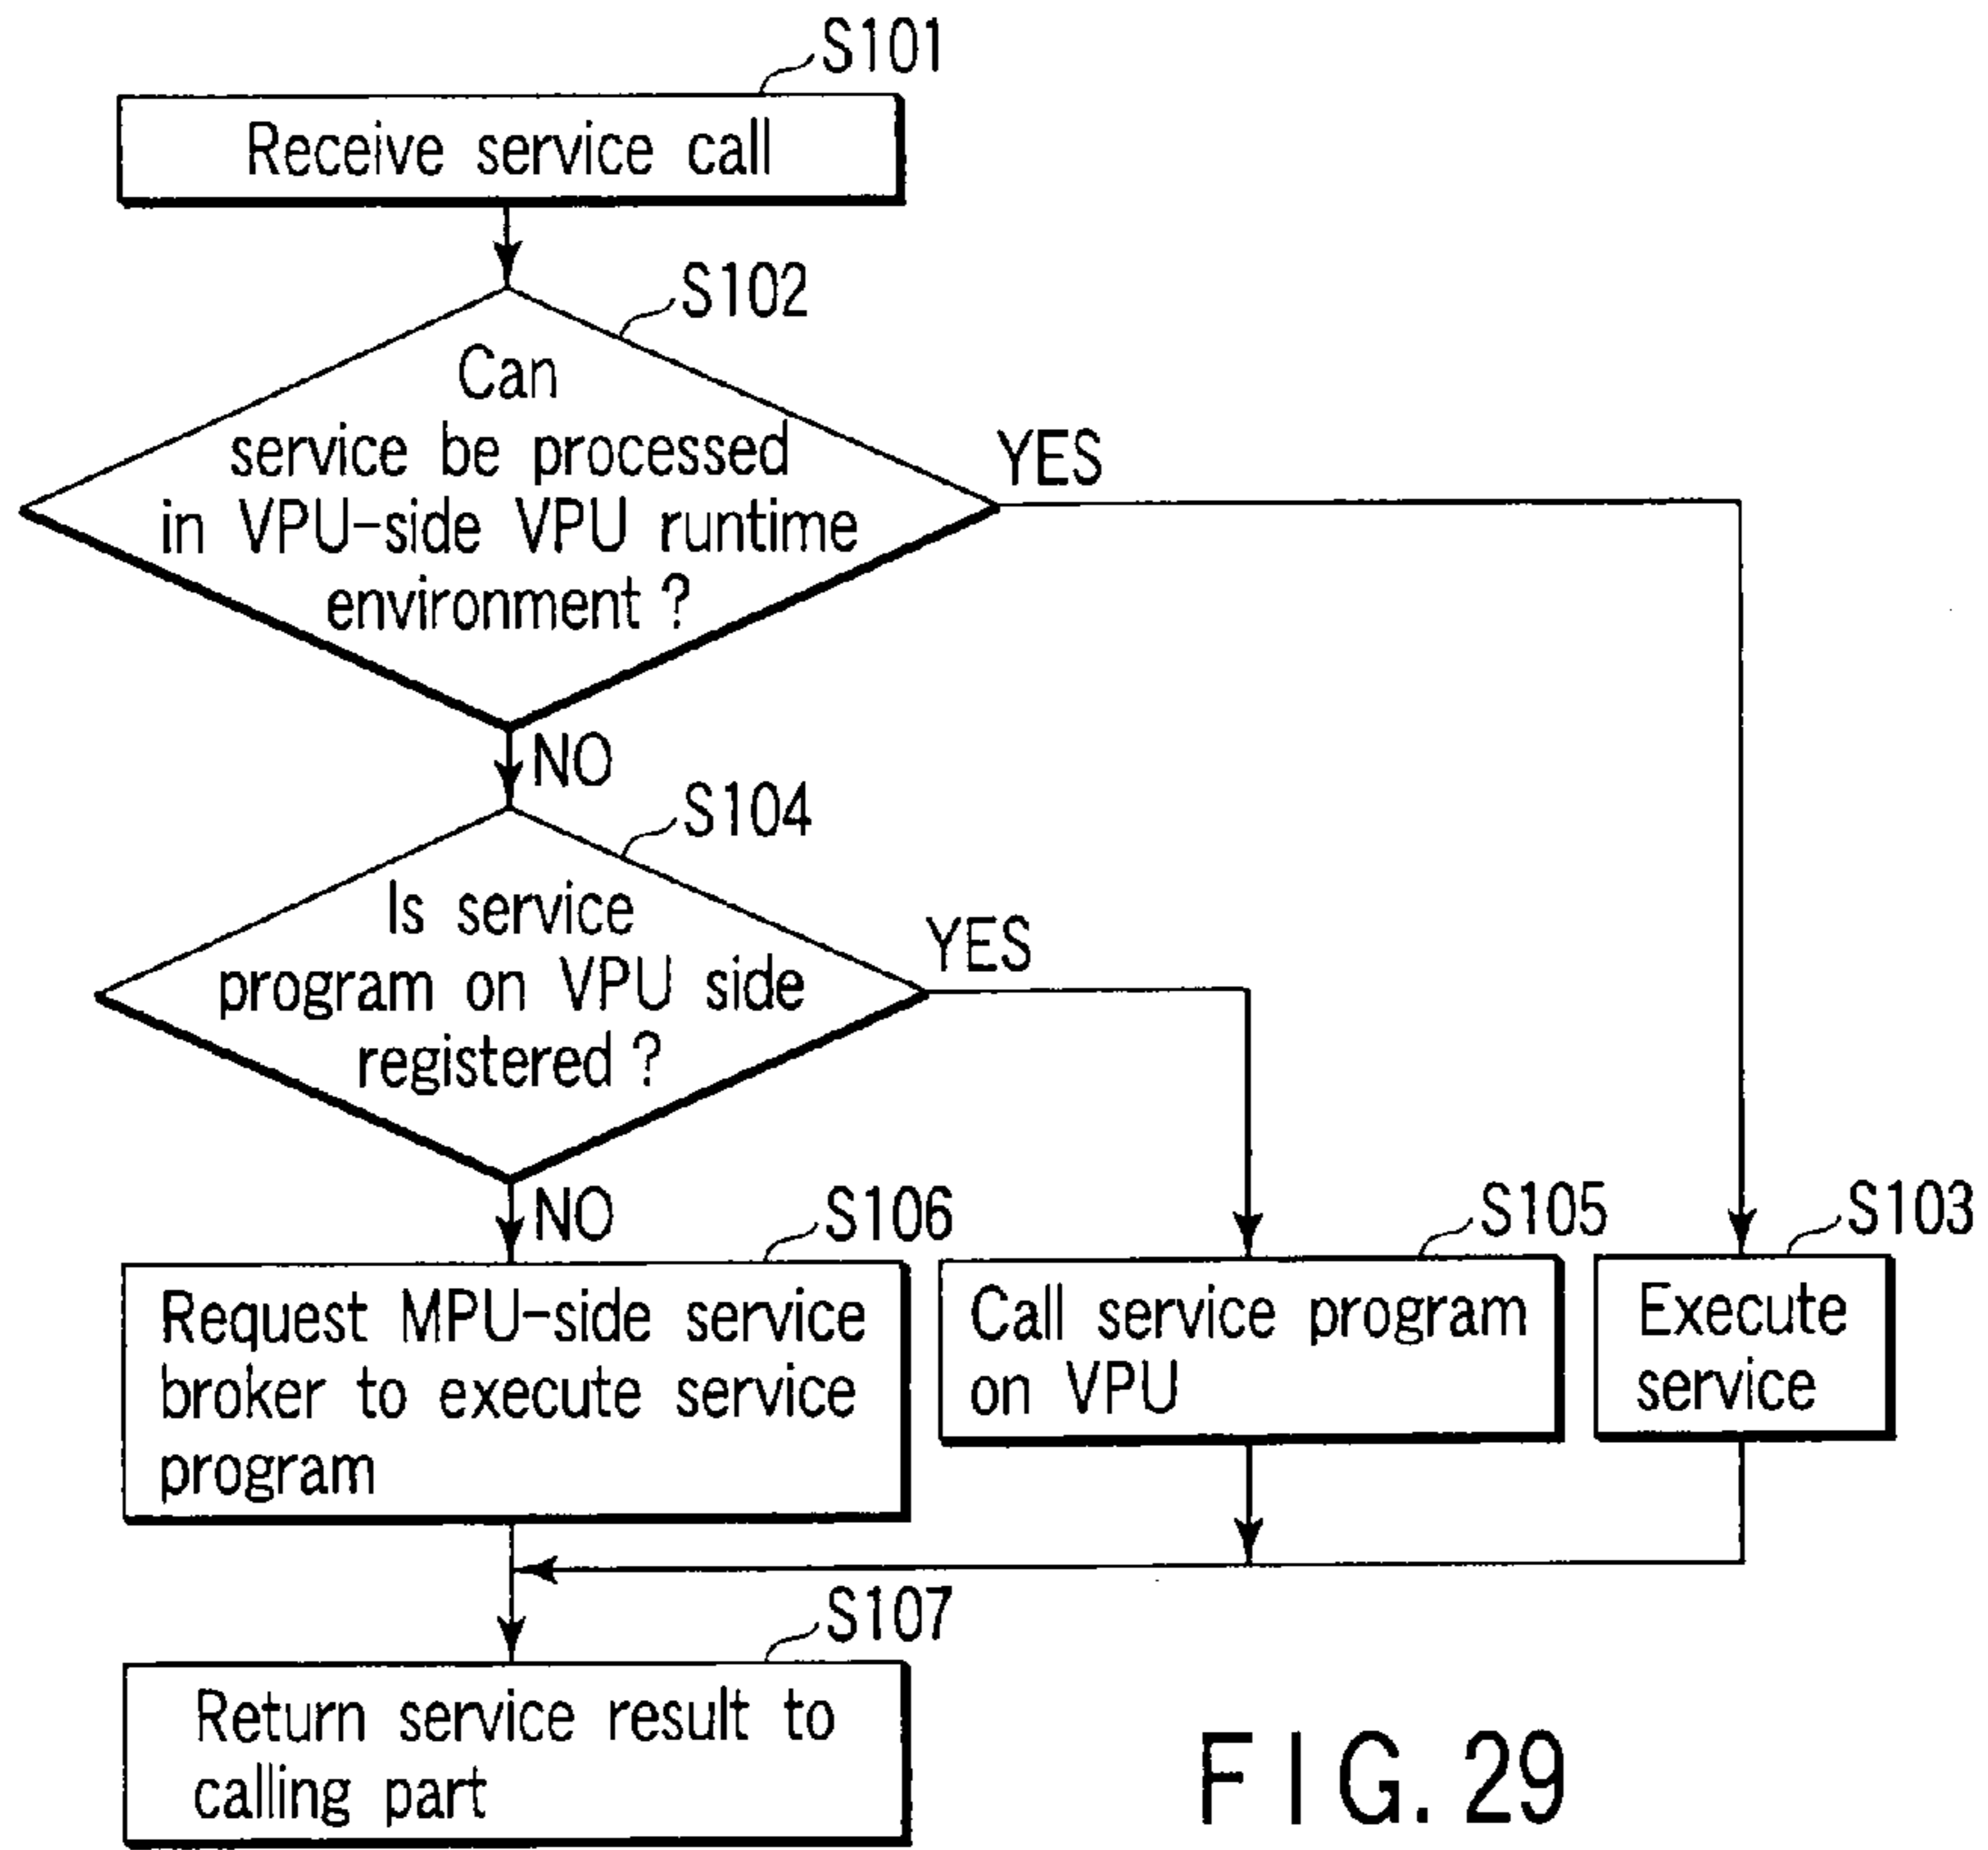 S101
Receive service call
S102
Can
service be processed
in VPU-side VPU runtime
environment ?
YES
NO
S104
Is service
program on VPU side
registered ?
YES
NO
S106
Request MPU-side service
broker to execute service
program
S105
Call service program
on VPU
S103
Execute
service
S107
Return service result to
calling part
FIG. 29